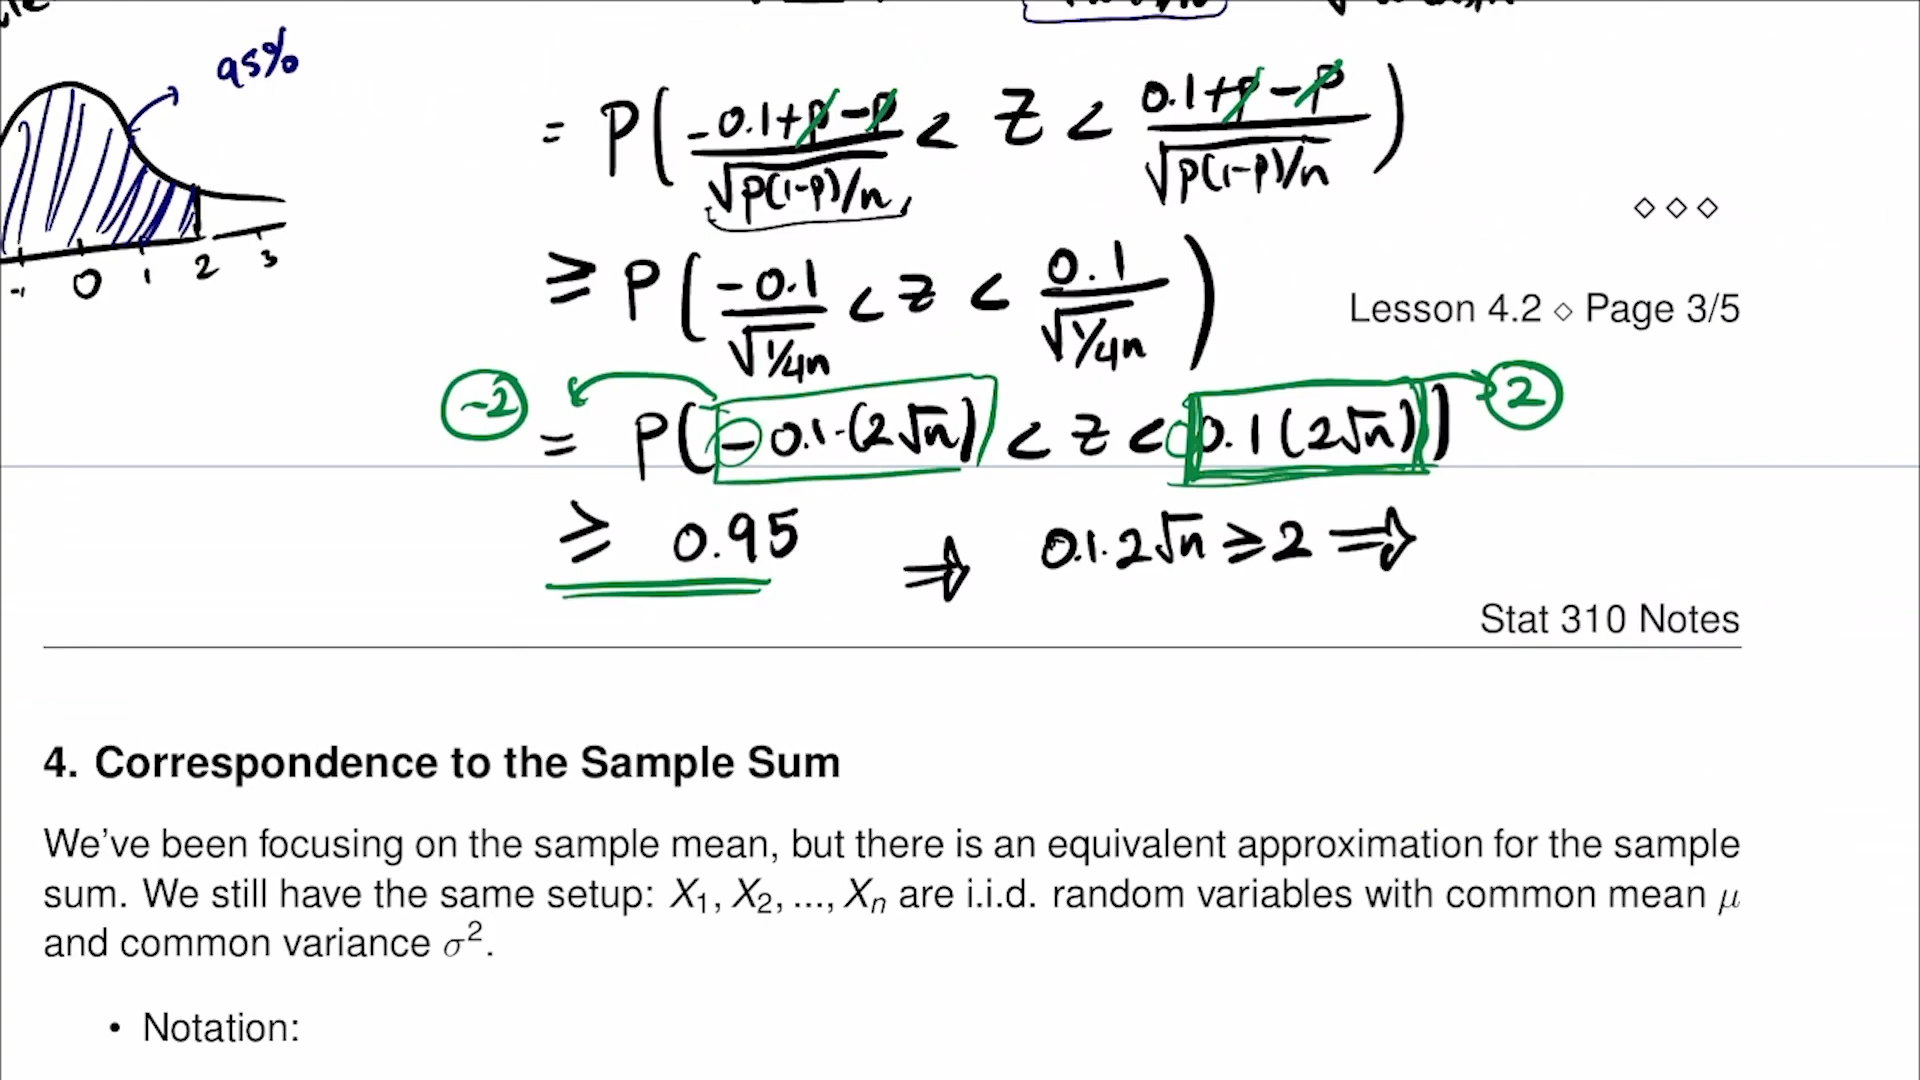 95%
= P( (-0.1+p-p)/√(p(1-p)/n) < Z < (0.1+p-p)/√(p(1-p)/n) )
◇ ◇ ◇
-1 0 1 2 3
≥ P( -0.1/√(1/4n) < Z < 0.1/√(1/4n) )
Lesson 4.2 ◇ Page 3/5
-2 = P( -0.1·(2√n) < Z < 0.1(2√n) ) 2
≥ 0.95 ⇒ 0.1·2√n ≥ 2 ⇒
Stat 310 Notes
4. Correspondence to the Sample Sum
We've been focusing on the sample mean, but there is an equivalent approximation for the sample
sum. We still have the same setup: X₁, X₂, ..., Xₙ are i.i.d. random variables with common mean μ
and common variance σ².
• Notation: